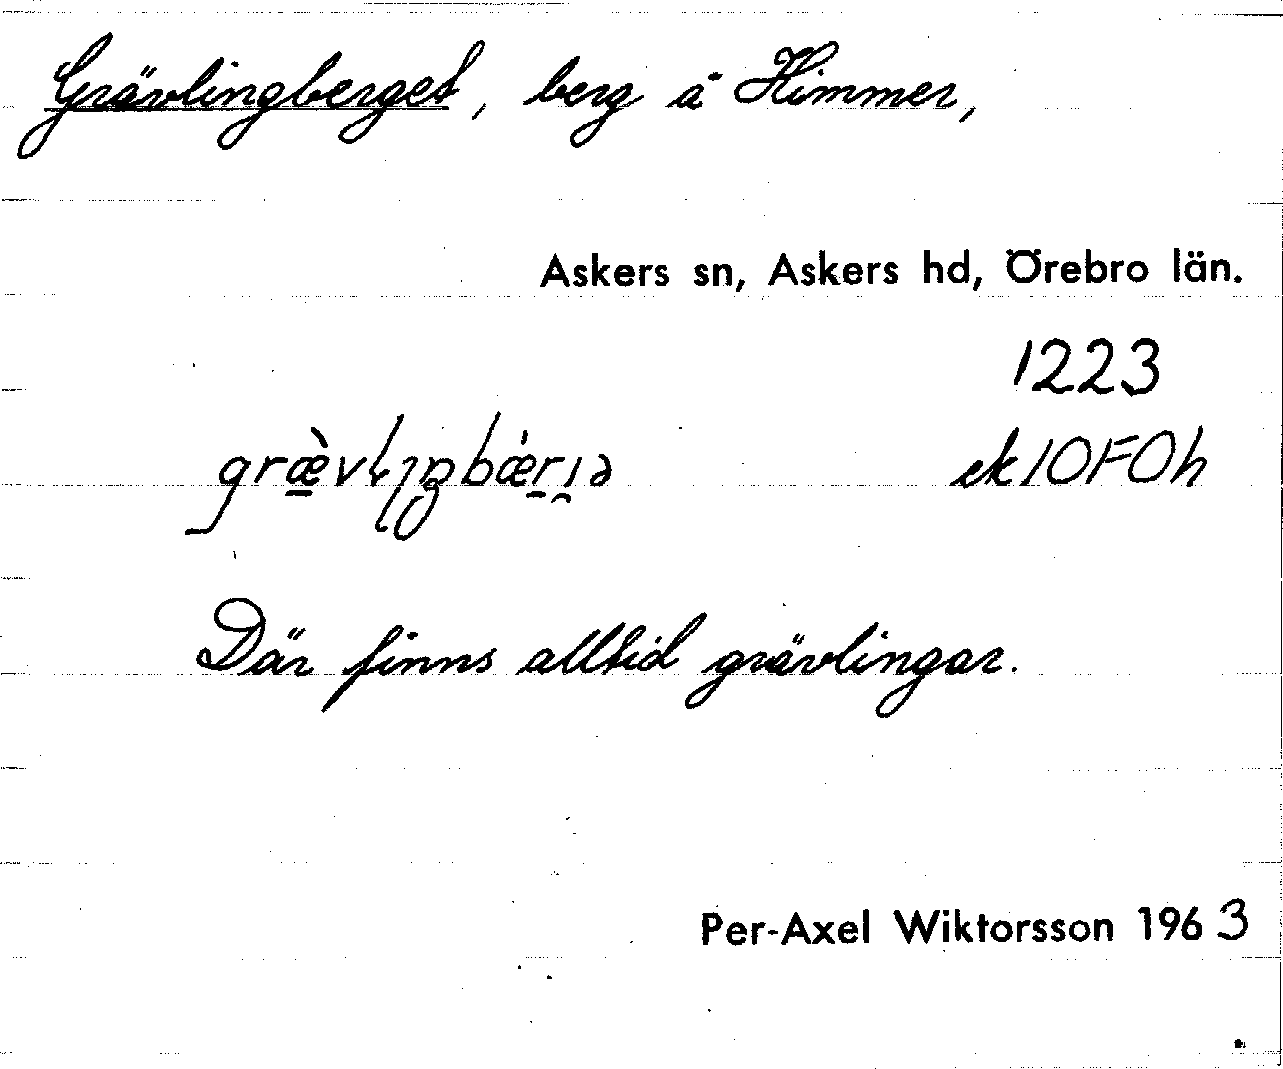 Grävlingberget, berg å Himmer,
Askers sn, Askers hd, Örebro län.
1223
ek10F0h
Där finns alltid grävlingar.
Per-Axel Wiktorsson 1963